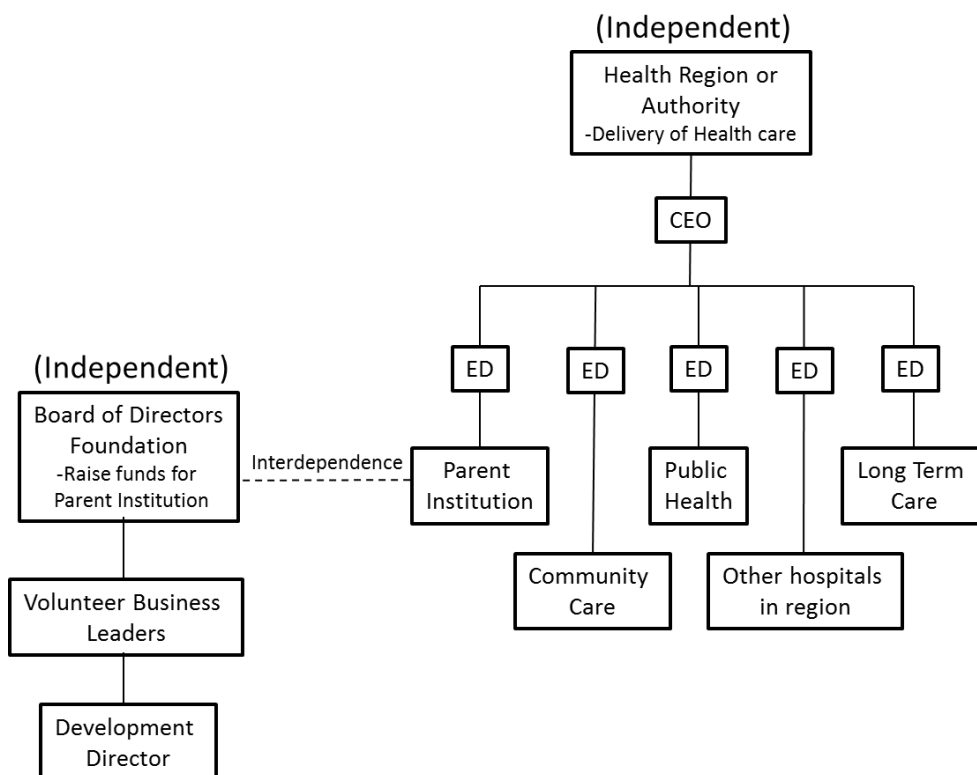 (Independent)
Health Region or
Authority
-Delivery of Health care
CEO
ED
ED
ED
ED
ED
(Independent)
Board of Directors
Foundation
-Raise funds for
Parent Institution
Interdependence
Parent
Institution
Public
Health
Long Term
Care
Community
Care
Other hospitals
in region
Volunteer Business
Leaders
Development
Director